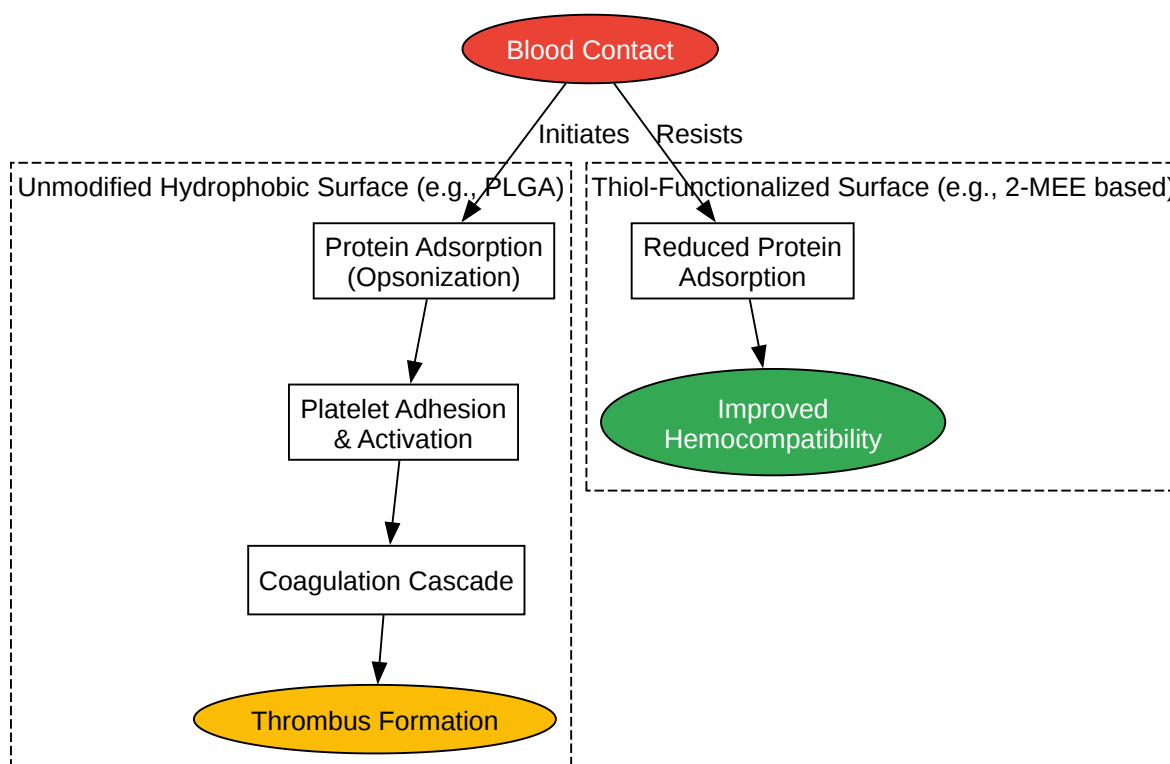 Blood Contact
Initiates
Resists
Unmodified Hydrophobic Surface (e.g., PLGA)
Protein Adsorption
(Opsonization)
Platelet Adhesion
& Activation
Coagulation Cascade
Thrombus Formation
Thiol-Functionalized Surface (e.g., 2-MEE based)
Reduced Protein
Adsorption
Improved
Hemocompatibility